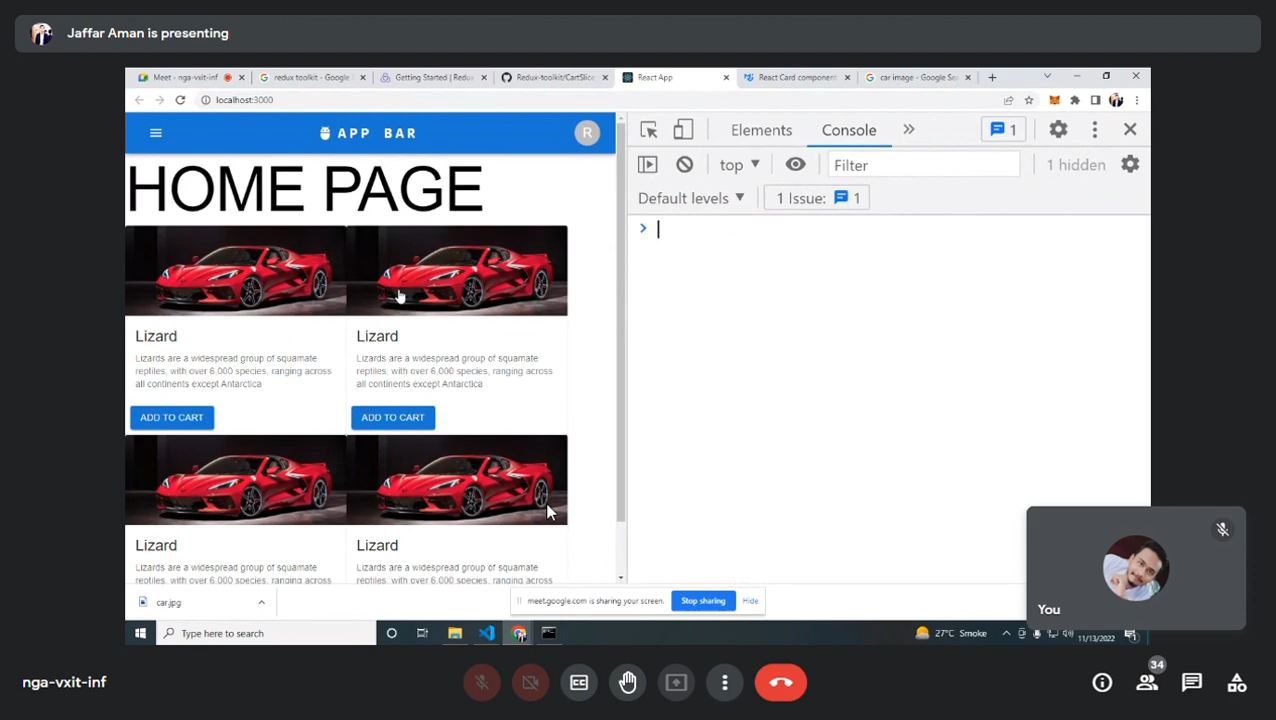 Jaffar Aman is presenting
Meet - nga-vxit-inf
redux toolkit - Google
Getting Started | Redux
Redux-toolkit/CartSlice
React App
React Card component
car image - Google Sea
localhost:3000
APP BAR
R
HOME PAGE
Lizard
Lizards are a widespread group of squamate
reptiles, with over 6,000 species, ranging across
all continents except Antarctica
ADD TO CART
Lizard
Lizards are a widespread group of squamate
reptiles, with over 6,000 species, ranging across
all continents except Antarctica
ADD TO CART
Lizard
Lizards are a widespread group of squamate
reptiles, with over 6,000 species, ranging across
Lizard
Lizards are a widespread group of squamate
reptiles, with over 6,000 species, ranging across
Elements
Console
1
top
Filter
1 hidden
Default levels
1 Issue: 1
car.jpg
meet.google.com is sharing your screen.
Stop sharing
Hide
You
Type here to search
27°C Smoke
11/13/2022
nga-vxit-inf
34